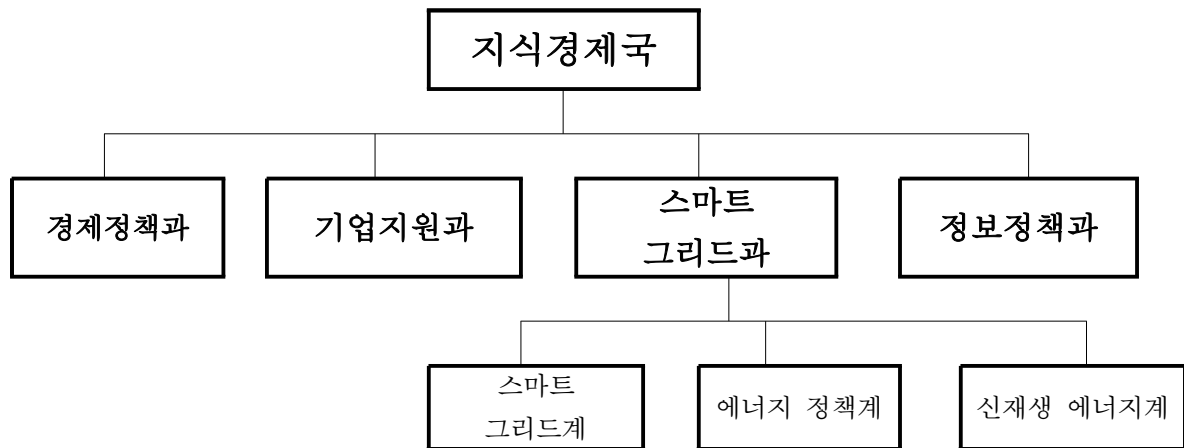 지식경제국
경제정책과
기업지원과
스마트
그리드과
정보정책과
스마트
그리드계
에너지 정책계
신재생 에너지계